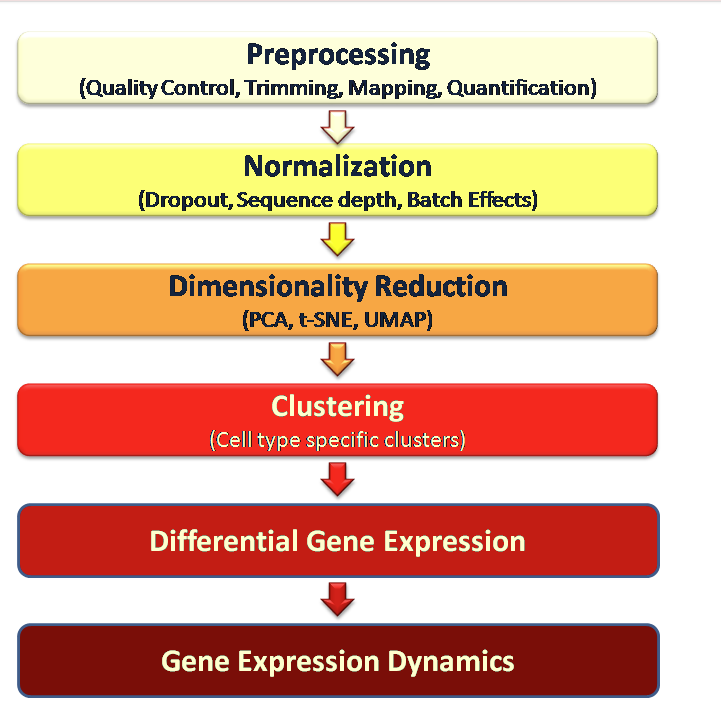 Preprocessing
(Quality Control, Trimming, Mapping, Quantification)
Normalization
(Dropout, Sequence depth, Batch Effects)
Dimensionality Reduction
(PCA, t-SNE, UMAP)
Clustering
(Cell type specific clusters)
Differential Gene Expression
Gene Expression Dynamics